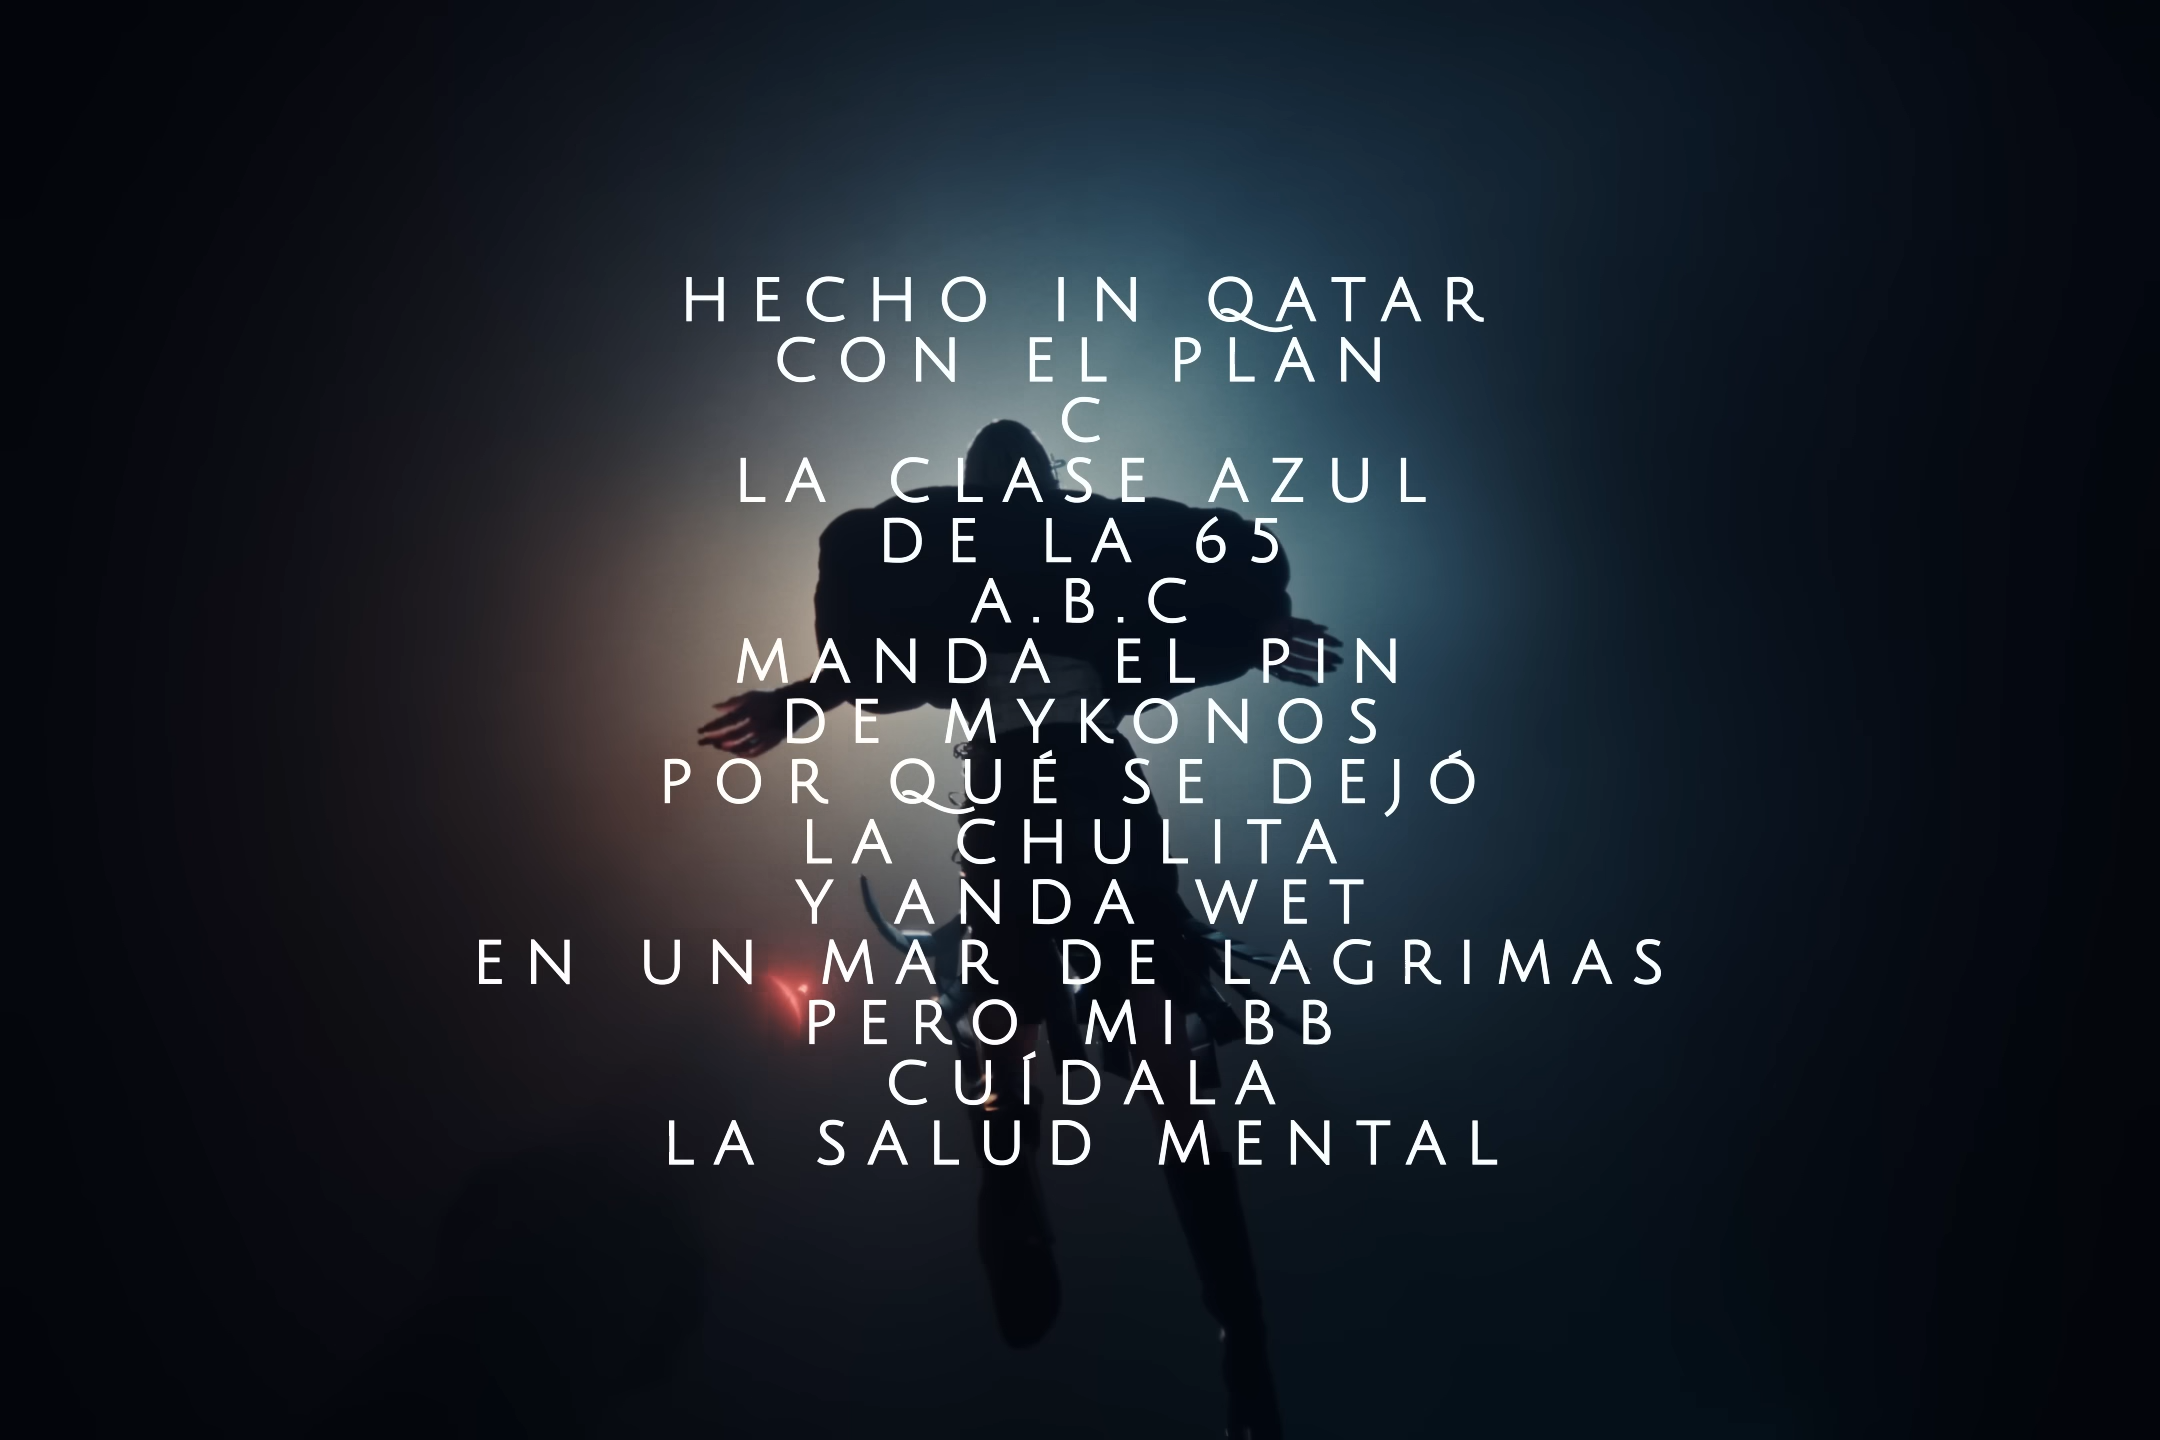 HECHO IN QATAR
CON EL PLAN
C
LA CLASE AZUL
DE LA 65
A.B.C
MANDA EL PIN
DE MYKONOS
POR QUÉ SE DEJÓ
LA CHULITA
Y ANDA WET
EN UN MAR DE LAGRIMAS
PERO MI BB
CUÍDALA
LA SALUD MENTAL